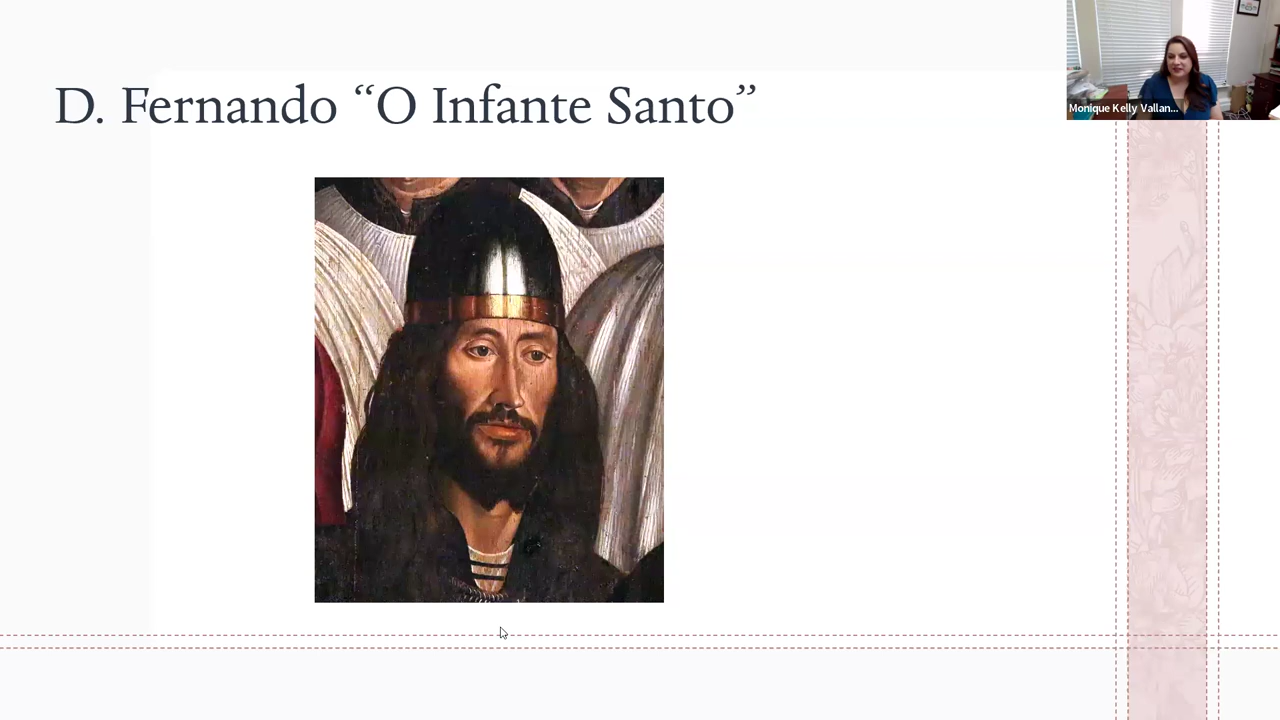 D. Fernando “O Infante Santo”
Monique Kelly Vallan...